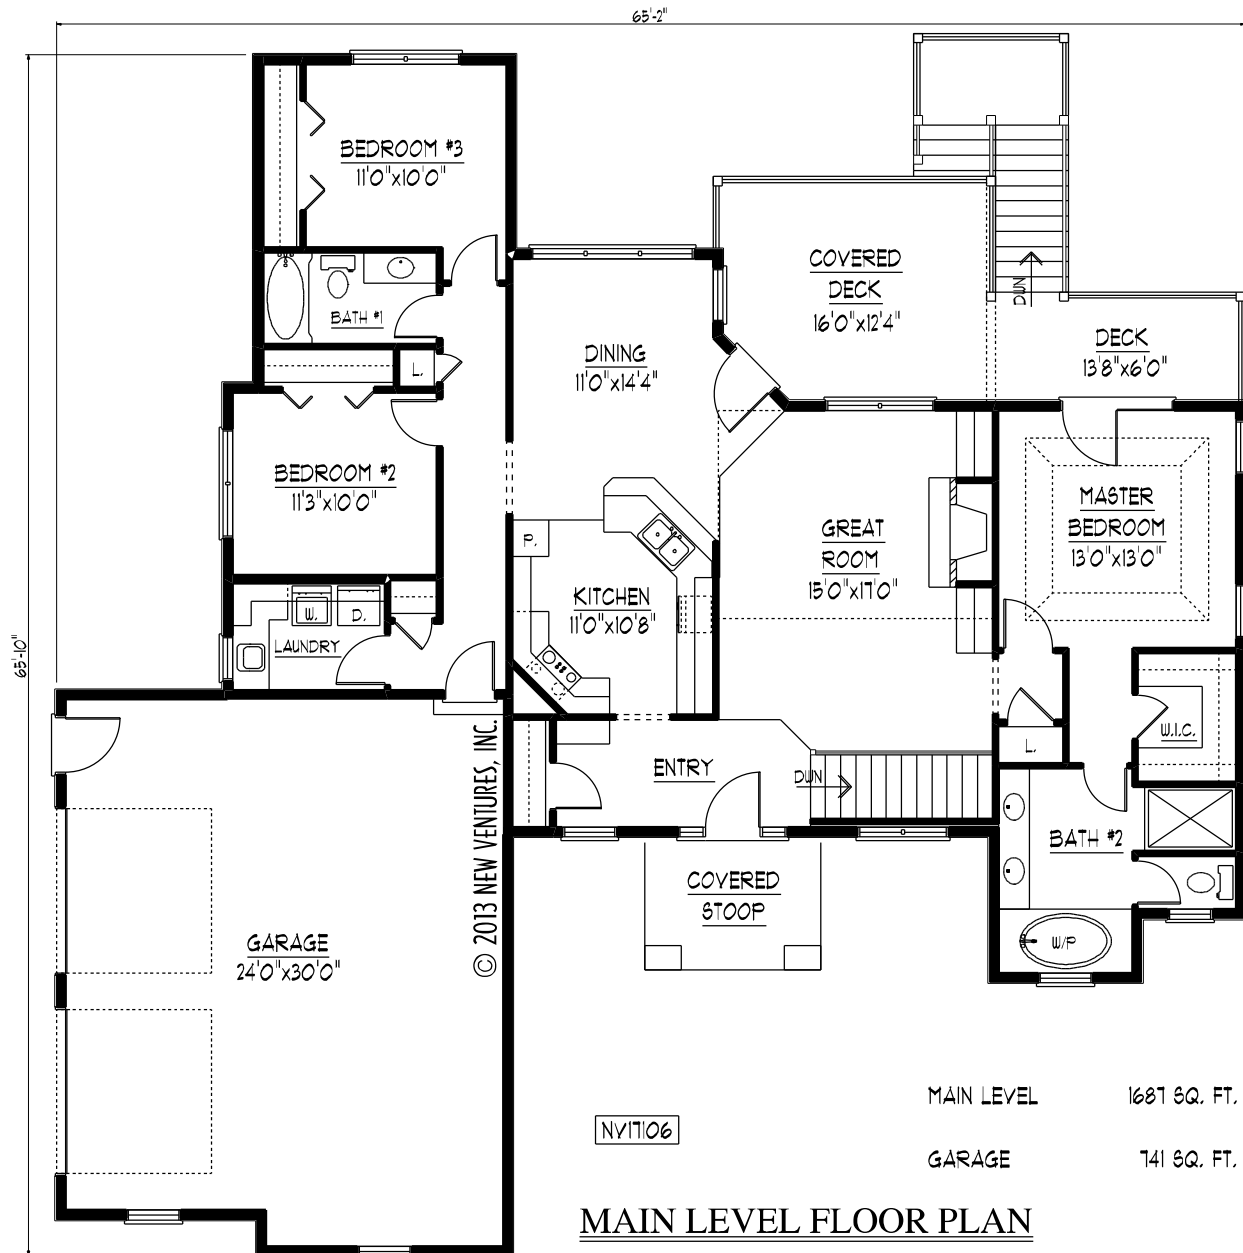 65'-2"
BEDROOM #3
11'0"x10'0"
COVERED
DECK
16'0"x12'4"
DWN
BATH #1
DINING
11'0"x14'4"
DECK
13'8"x6'0"
L.
BEDROOM #2
11'3"x10'0"
MASTER
BEDROOM
13'0"x13'0"
GREAT
ROOM
15'0"x17'0"
P.
KITCHEN
11'0"x10'8"
W.
D.
LAUNDRY
65'-10"
W.I.C.
L.
ENTRY
DWN
BATH #2
COVERED
STOOP
W/P
GARAGE
24'0"x30'0"
© 2013 NEW VENTURES, INC.
MAIN LEVEL 1687 SQ. FT.
NV17106
GARAGE 741 SQ. FT.
MAIN LEVEL FLOOR PLAN